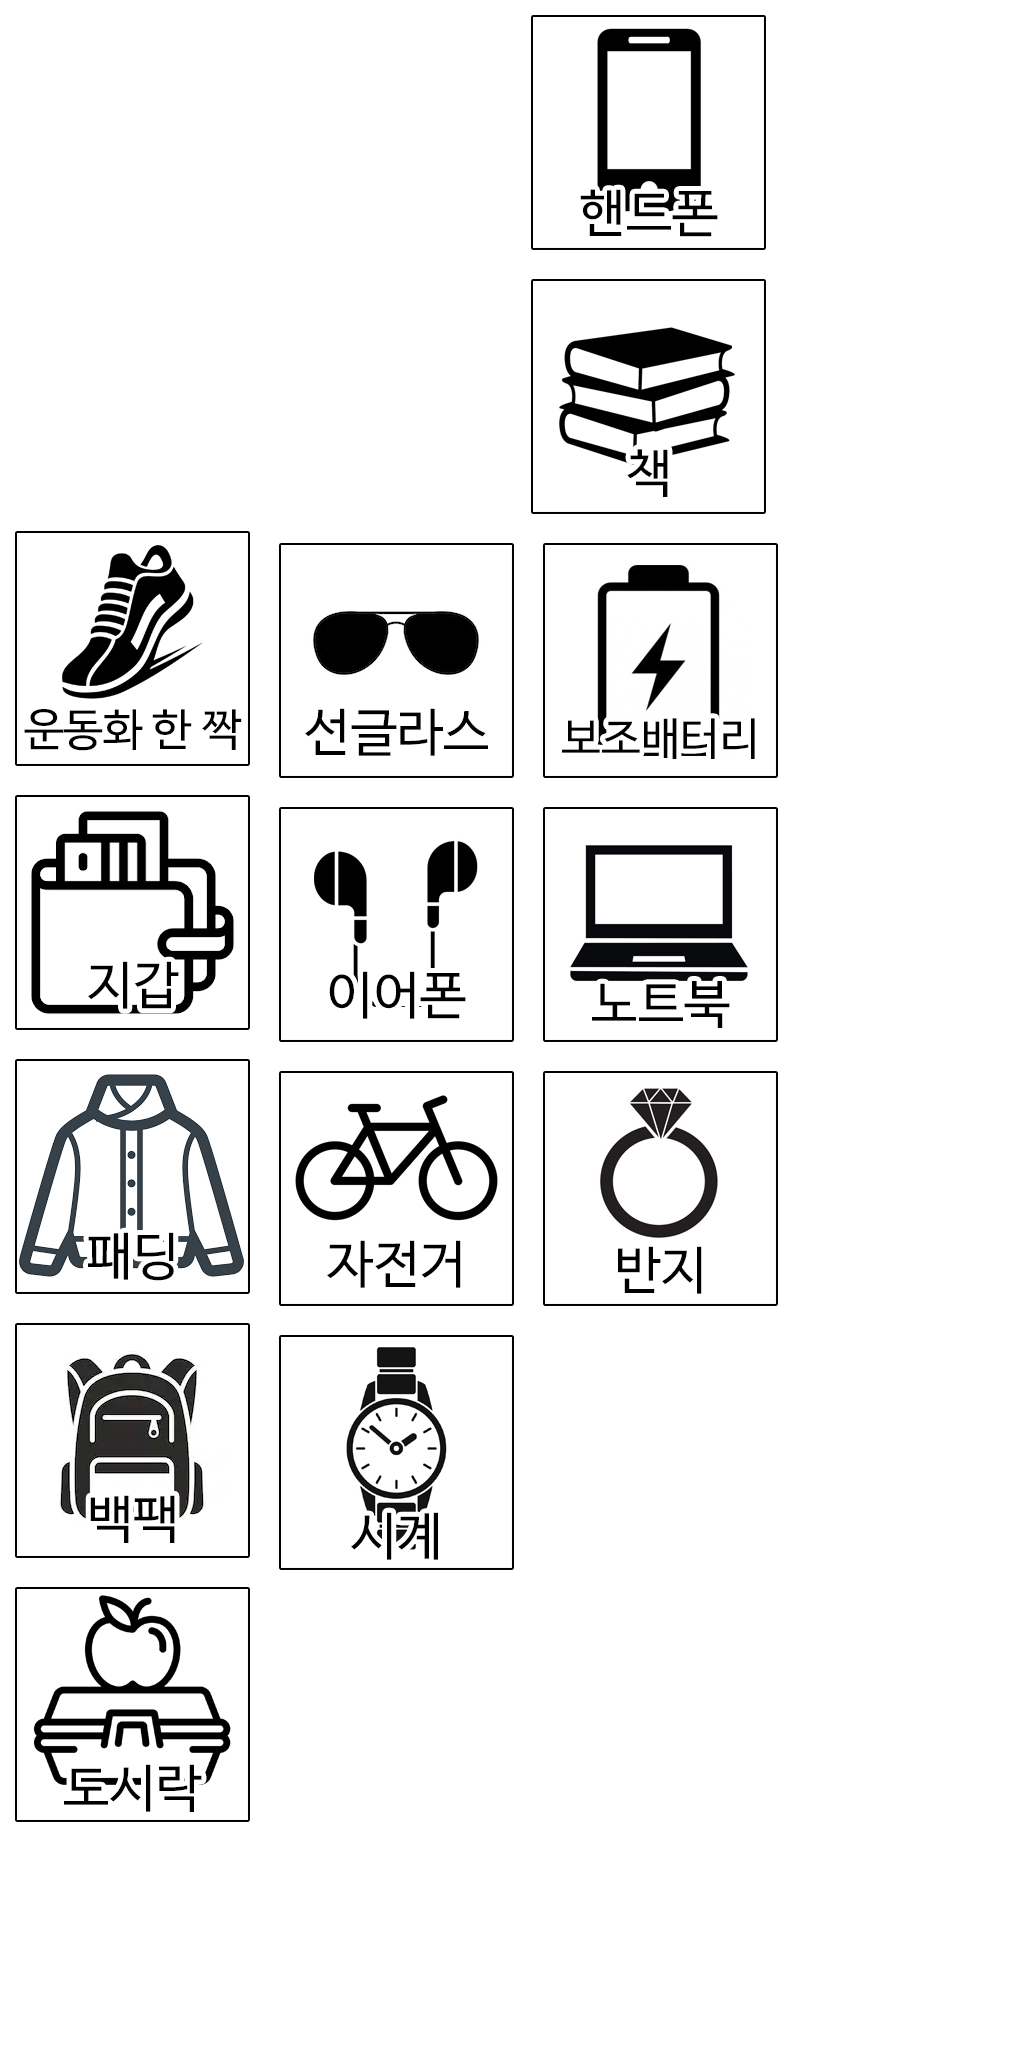 핸드폰
책
운동화 한 짝
선글라스
보조배터리
지갑
이어폰
노트북
패딩
자전거
반지
백팩
시계
도시락